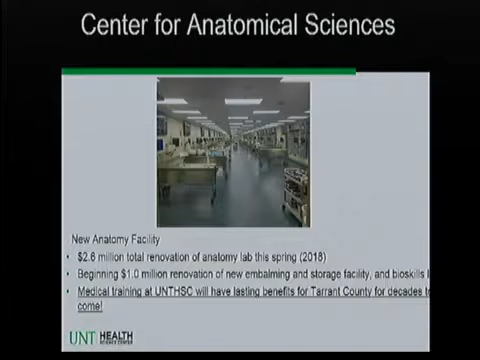 Center for Anatomical Sciences
New Anatomy Facility
• $2.6 million total renovation of anatomy lab this spring (2018)
• Beginning $1.0 million renovation of new embalming and storage facility, and bioskills
• Medical training at UNTHSC will have lasting benefits for Tarrant County for decades
come!
UNT HEALTH
SCIENCE CENTER